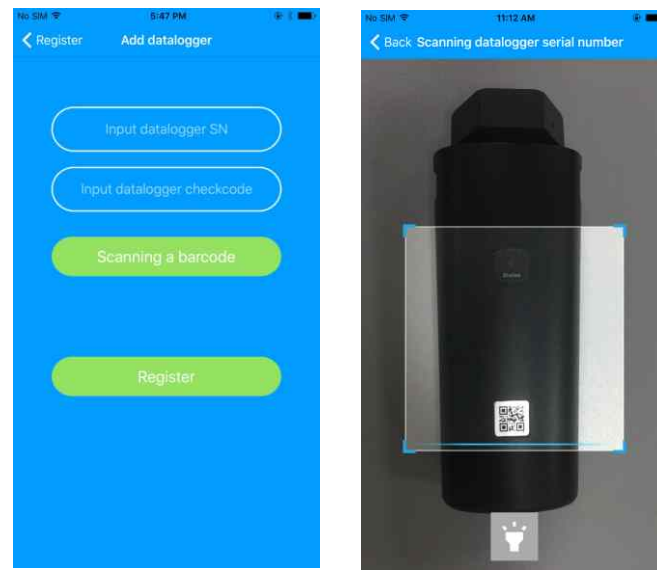 No SIM 5:47 PM
Register Add datalogger
Input datalogger SN
Input datalogger checkcode
Scanning a barcode
Register
No SIM 11:12 AM
Back Scanning datalogger serial number